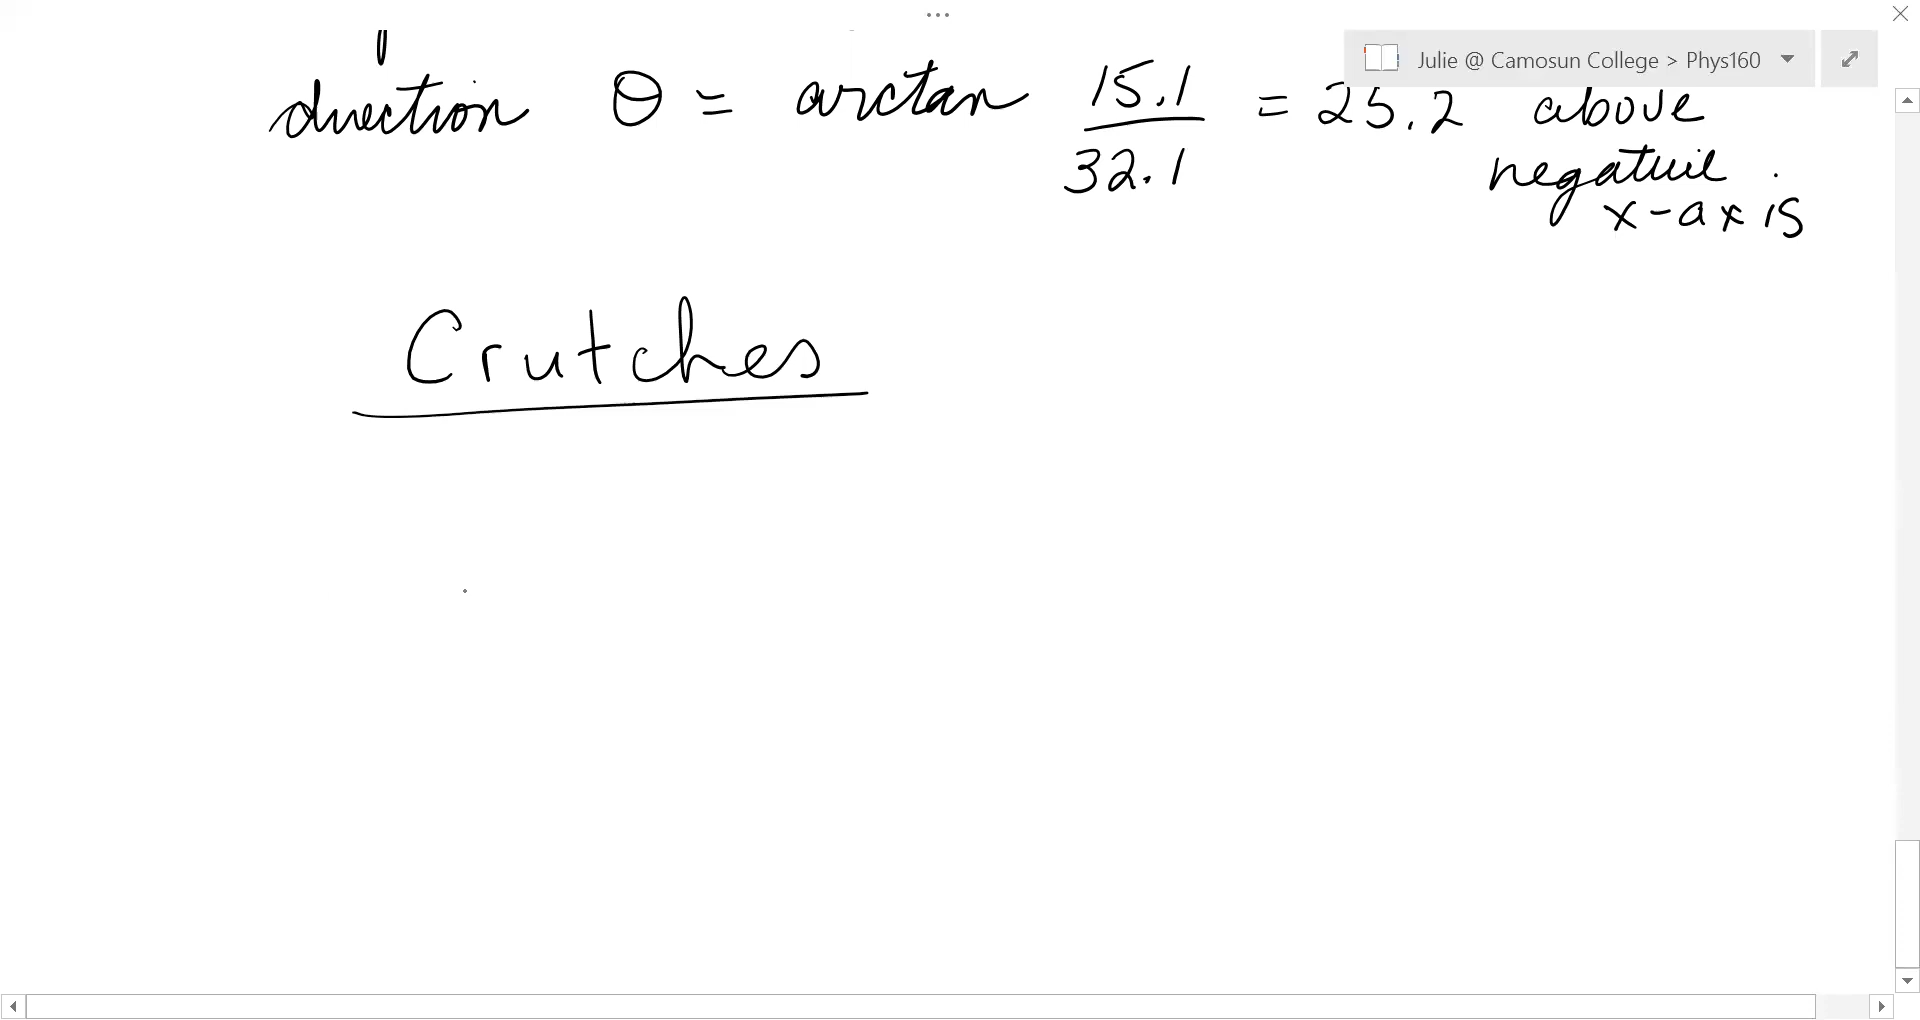 Julie @ Camosun College > Phys160
direction θ = arctan 15.1 / 32.1 = 25.2 above
negative
x-axis
Crutches